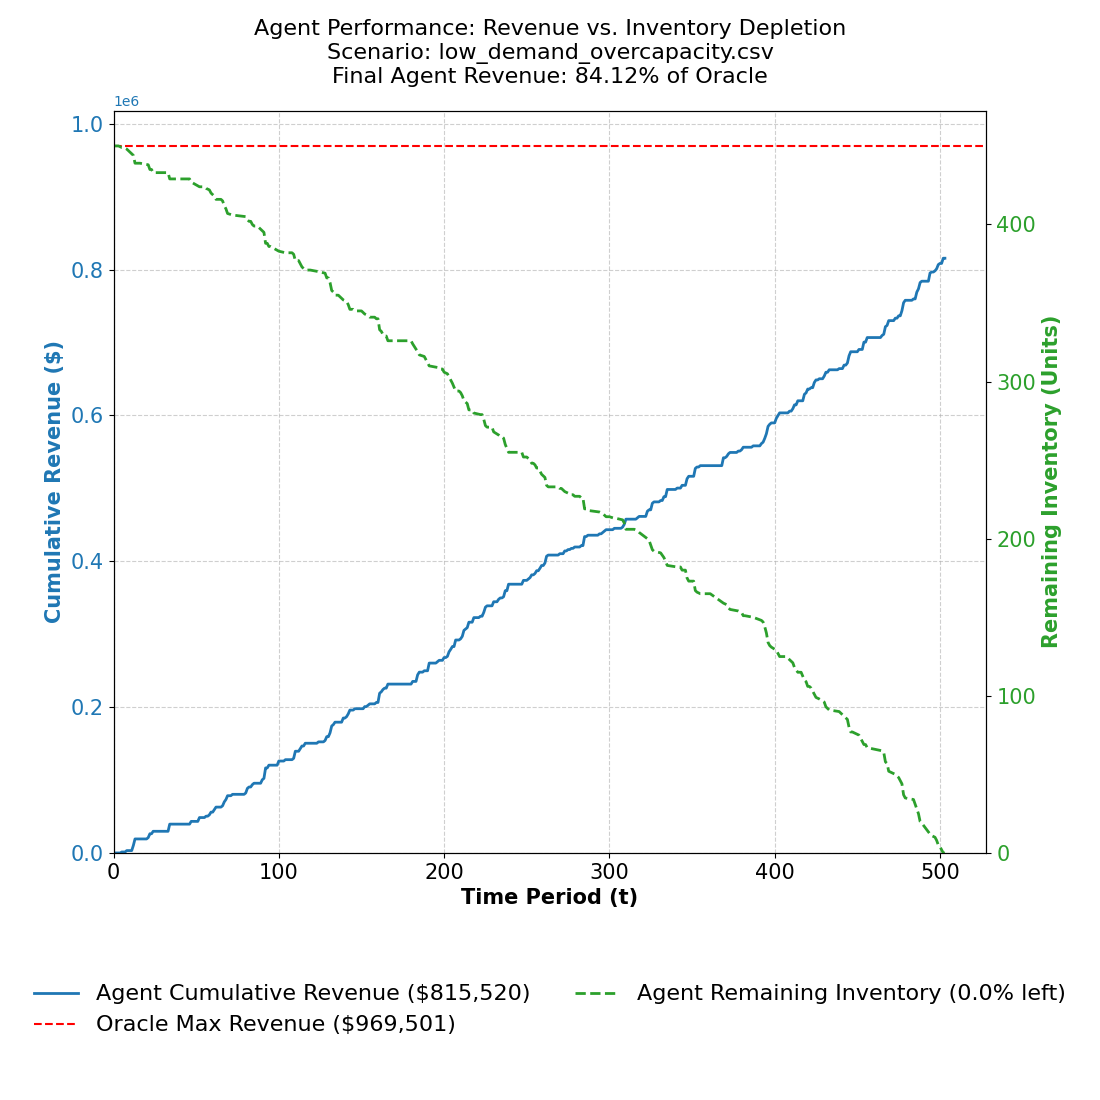 Agent Performance: Revenue vs. Inventory Depletion
Scenario: low_demand_overcapacity.csv
Final Agent Revenue: 84.12% of Oracle
1e6
1.0
0.8
0.6
0.4
0.2
0.0
Cumulative Revenue ($)
400
300
200
100
0
Remaining Inventory (Units)
0 100 200 300 400 500
Time Period (t)
Agent Cumulative Revenue ($815,520)
Oracle Max Revenue ($969,501)
Agent Remaining Inventory (0.0% left)